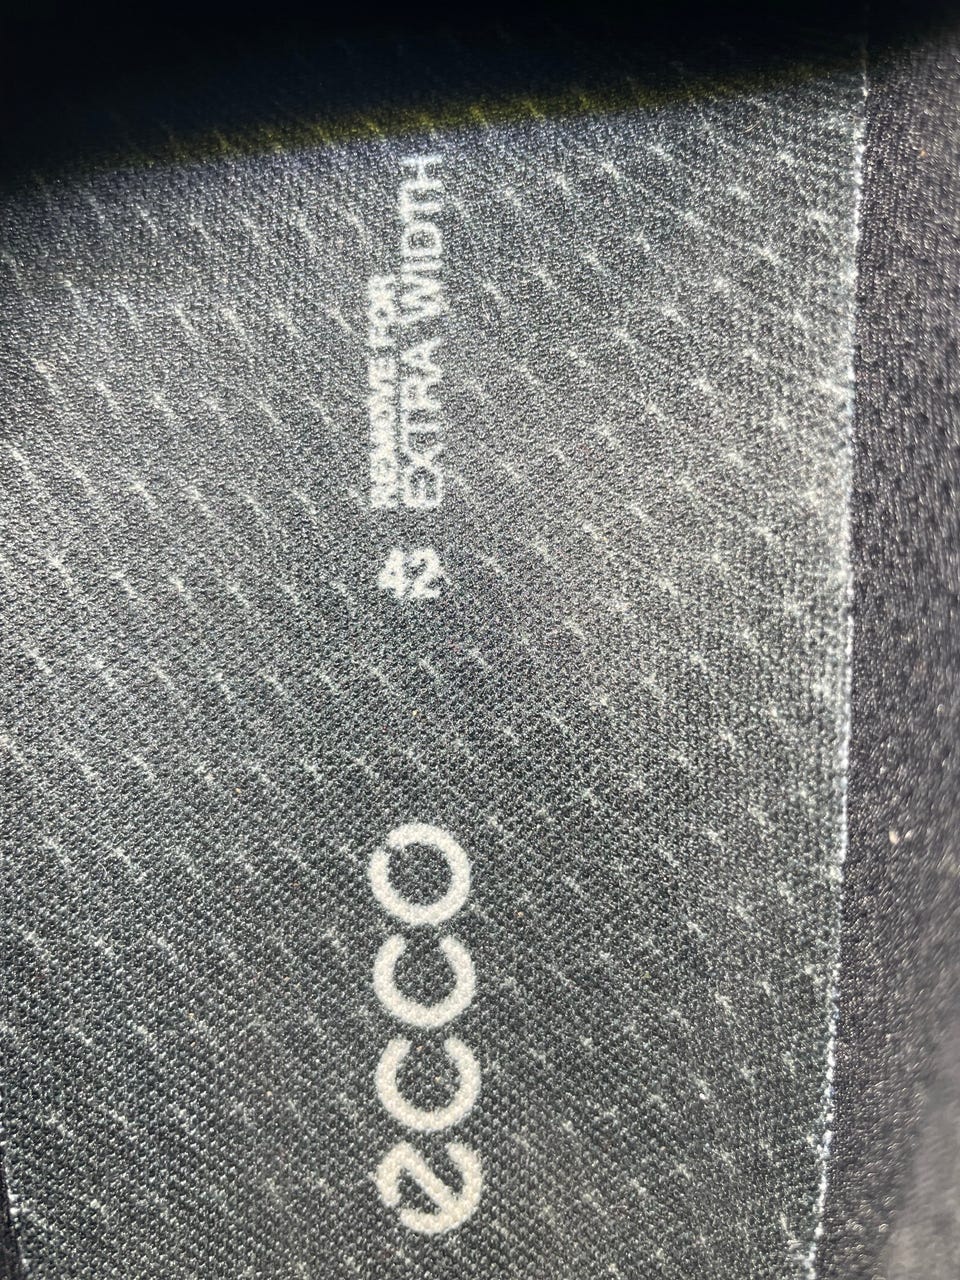 ecco
42
REMOVE FOR
EXTRA WIDTH